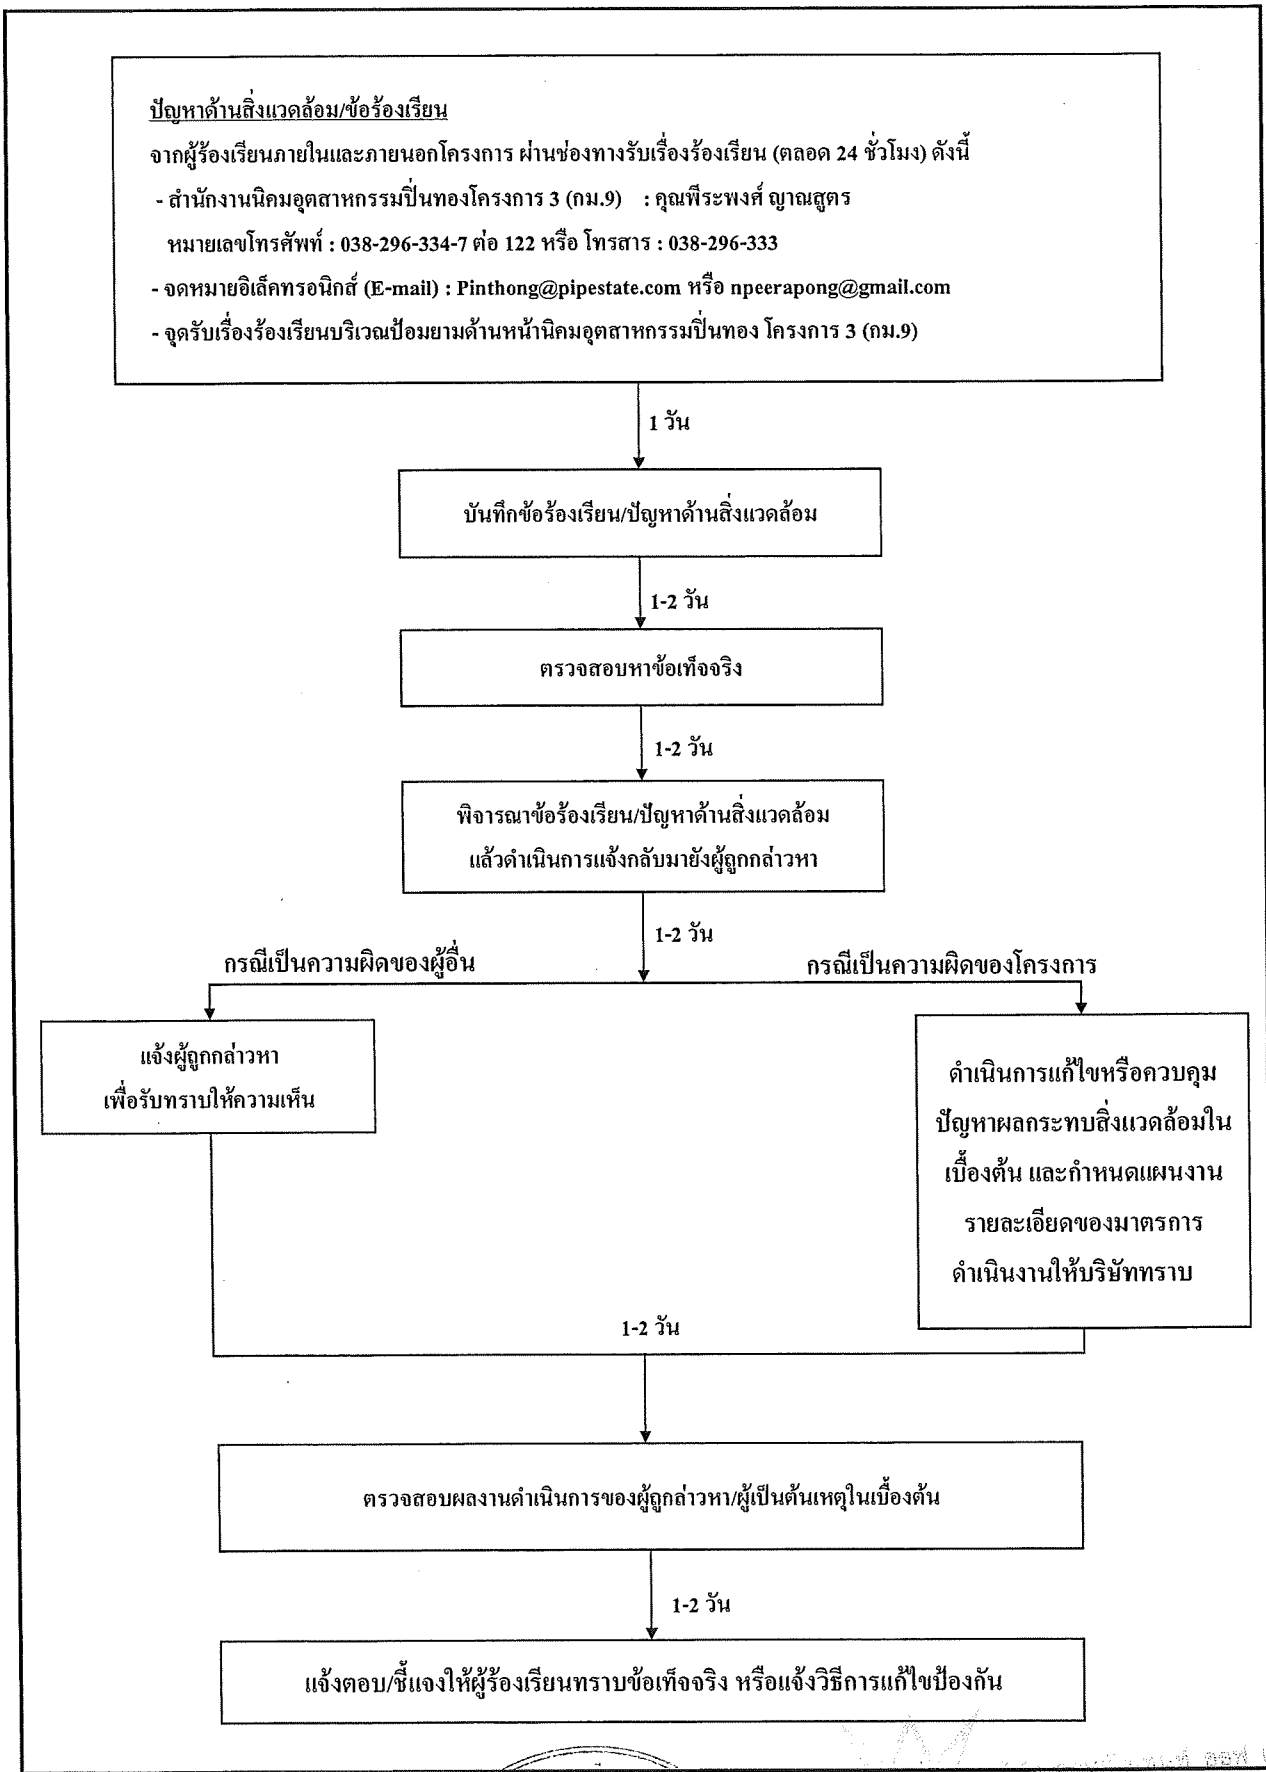 ปัญหาด้านสิ่งแวดล้อม/ข้อร้องเรียน
จากผู้ร้องเรียนภายในและภายนอกโครงการ ผ่านช่องทางรับเรื่องร้องเรียน (ตลอด 24 ชั่วโมง) ดังนี้
- สำนักงานนิคมอุตสาหกรรมปิ่นทองโครงการ 3 (กม.9) : คุณพีระพงศ์ ญาณสูตร
หมายเลขโทรศัพท์ : 038-296-334-7 ต่อ 122 หรือ โทรสาร : 038-296-333
- จดหมายอิเล็คทรอนิกส์ (E-mail) : Pinthong@pipestate.com หรือ npeerapong@gmail.com
- จุดรับเรื่องร้องเรียนบริเวณป้อมยามด้านหน้านิคมอุตสาหกรรมปิ่นทอง โครงการ 3 (กม.9)
1 วัน
บันทึกข้อร้องเรียน/ปัญหาด้านสิ่งแวดล้อม
1-2 วัน
ตรวจสอบหาข้อเท็จจริง
1-2 วัน
พิจารณาข้อร้องเรียน/ปัญหาด้านสิ่งแวดล้อม
แล้วดำเนินการแจ้งกลับมายังผู้ถูกกล่าวหา
1-2 วัน
กรณีเป็นความผิดของผู้อื่น
กรณีเป็นความผิดของโครงการ
แจ้งผู้ถูกกล่าวหา
เพื่อรับทราบให้ความเห็น
ดำเนินการแก้ไขหรือควบคุม
ปัญหาผลกระทบสิ่งแวดล้อมใน
เบื้องต้น และกำหนดแผนงาน
รายละเอียดของมาตรการ
ดำเนินงานให้บริษัททราบ
1-2 วัน
ตรวจสอบผลงานดำเนินการของผู้ถูกล่าวหา/ผู้เป็นต้นเหตุในเบื้องต้น
1-2 วัน
แจ้งตอบ/ชี้แจงให้ผู้ร้องเรียนทราบข้อเท็จจริง หรือแจ้งวิธีการแก้ไขป้องกัน